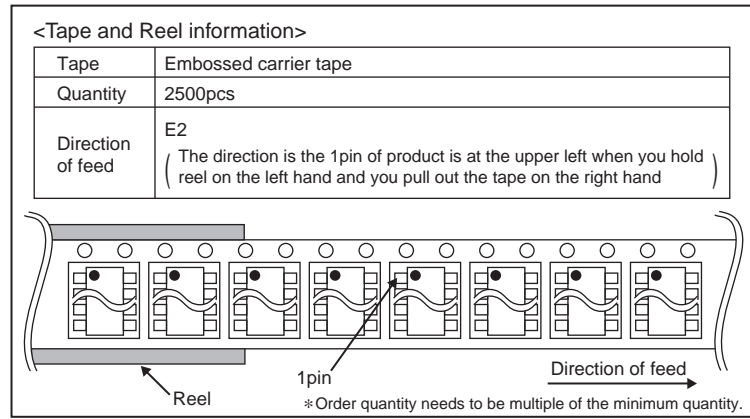 <Tape and Reel information>
Tape Embossed carrier tape
Quantity 2500pcs
Direction of feed
E2
( The direction is the 1pin of product is at the upper left when you hold
reel on the left hand and you pull out the tape on the right hand )
1pin
Direction of feed
Reel
*Order quantity needs to be multiple of the minimum quantity.